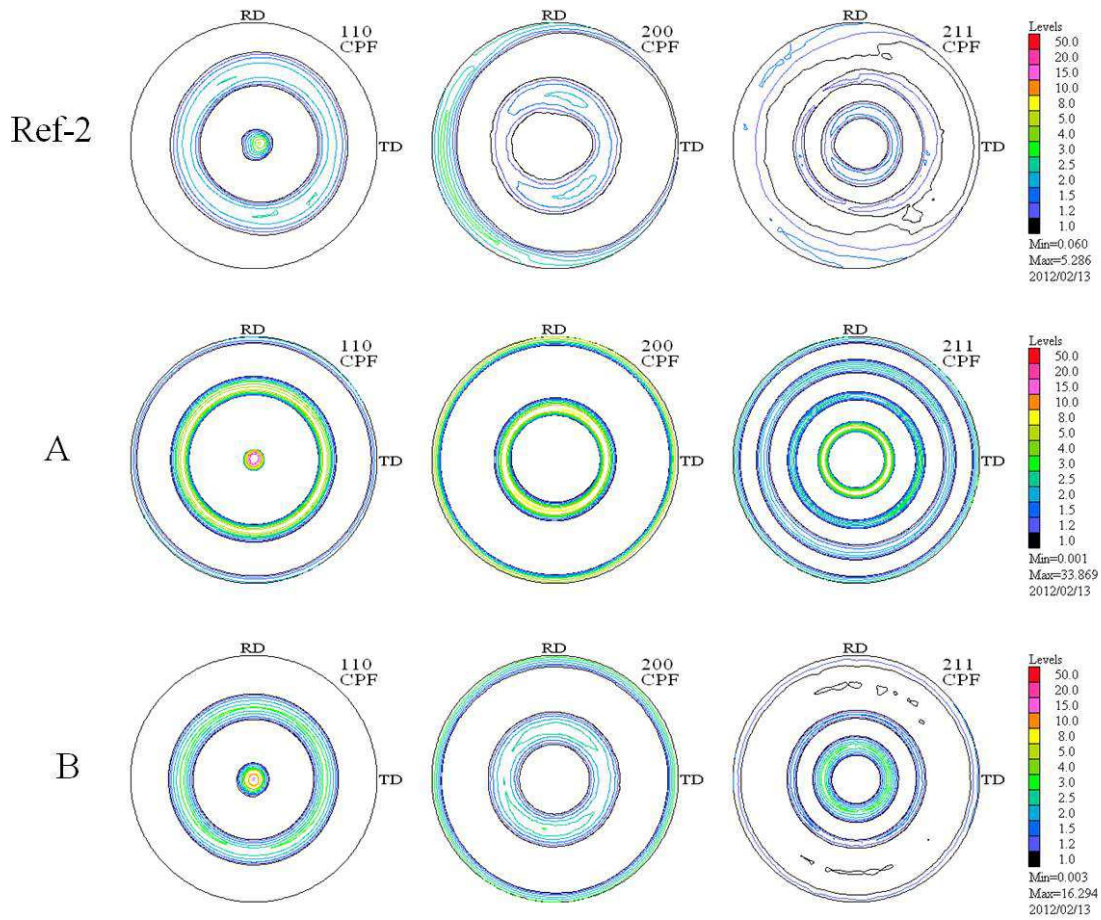 RD
110
CPF
TD
RD
200
CPF
TD
RD
211
CPF
TD
Ref-2
Levels
50.0
20.0
15.0
10.0
8.0
5.0
4.0
3.0
2.5
2.0
1.5
1.2
1.0
Min=0.060
Max=5.286
2012/02/13
RD
110
CPF
TD
RD
200
CPF
TD
RD
211
CPF
TD
A
Levels
50.0
20.0
15.0
10.0
8.0
5.0
4.0
3.0
2.5
2.0
1.5
1.2
1.0
Min=0.001
Max=33.869
2012/02/13
RD
110
CPF
TD
RD
200
CPF
TD
RD
211
CPF
TD
B
Levels
50.0
20.0
15.0
10.0
8.0
5.0
4.0
3.0
2.5
2.0
1.5
1.2
1.0
Min=0.003
Max=16.294
2012/02/13